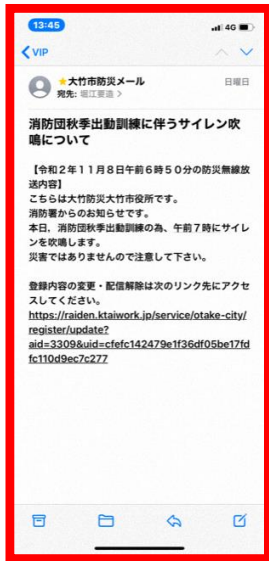 13:45
4G
VIP
★大竹市防災メール
日曜日
宛先: 堀江要造
消防団秋季出動訓練に伴うサイレン吹
鳴について
【令和2年11月8日午前6時50分の防災無線放
送内容】
こちらは大竹防災大竹市役所です。
消防署からのお知らせです。
本日、消防団秋季出動訓練の為、午前7時にサイレ
ンを吹鳴します。
災害ではありませんので注意して下さい。
登録内容の変更・配信解除は次のリンク先にアクセ
スしてください。
https://raiden.ktaiwork.jp/service/otake-city/
register/update?
aid=3309&uid=cfefc142479e1f36df05be17fd
fc110d9ec7c277